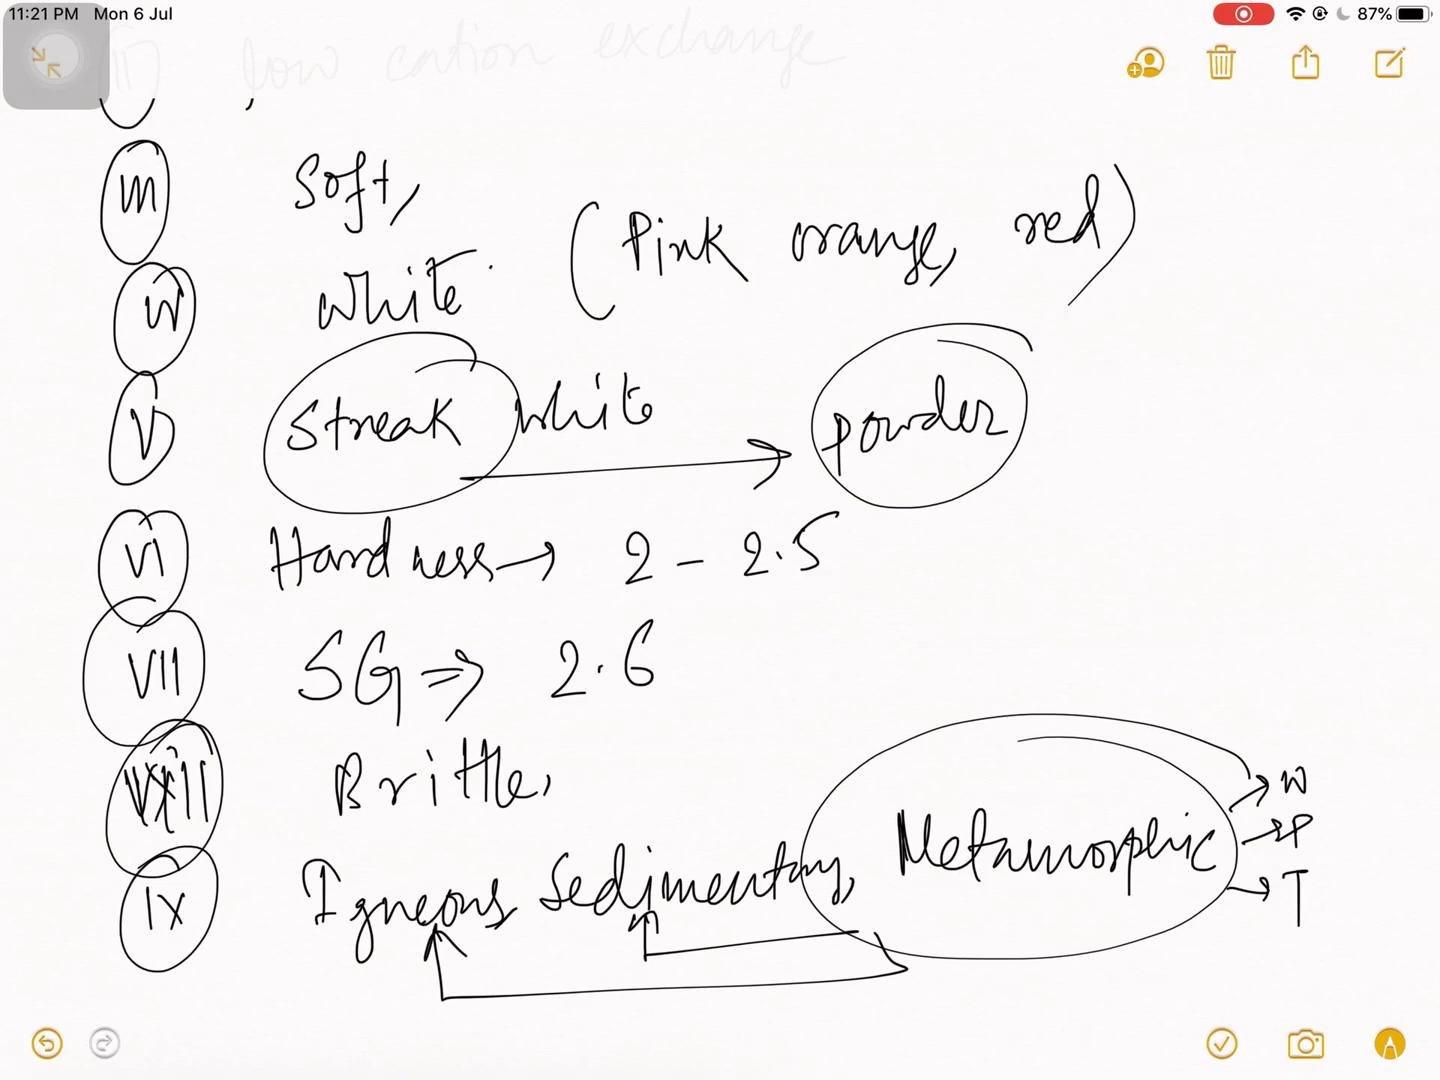 11:21 PM Mon 6 Jul 87%
II) low cation exchange
III Soft,
IV White. (Pink orange, red)
V Streak white → powder
VI Hardness → 2 - 2.5
VII SG ⇒ 2.6
VIII Brittle,
IX Igneous, Sedimentary, Metamorphic
→ W
→ P
→ T